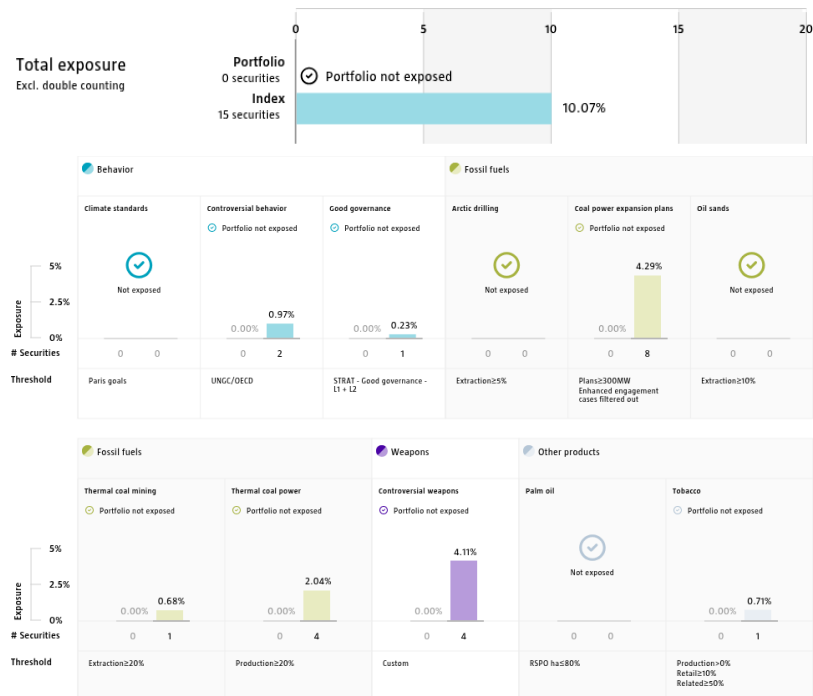 0 5 10 15 20
Total exposure
Excl. double counting
Portfolio
0 securities
Portfolio not exposed
Index
15 securities
10.07%
Behavior
Fossil fuels
Climate standards
Controversial behavior
Good governance
Arctic drilling
Coal power expansion plans
Oil sands
Portfolio not exposed
Portfolio not exposed
Portfolio not exposed
Not exposed
Not exposed
Not exposed
Exposure
5%
2.5%
0%
0.00% 0.97%
0.00% 0.23%
0.00% 4.29%
# Securities
0 0
0 2
0 1
0 0
0 8
0 0
Threshold
Paris goals
UNGC/OECD
STRAT - Good governance -
L1 + L2
Extraction≥5%
Plans≥300MW
Enhanced engagement
cases filtered out
Extraction≥10%
Fossil fuels
Weapons
Other products
Thermal coal mining
Thermal coal power
Controversial weapons
Palm oil
Tobacco
Portfolio not exposed
Portfolio not exposed
Portfolio not exposed
Portfolio not exposed
Not exposed
Exposure
5%
2.5%
0%
0.00% 0.68%
0.00% 2.04%
0.00% 4.11%
0.00% 0.71%
# Securities
0 1
0 4
0 4
0 0
0 1
Threshold
Extraction≥20%
Production≥20%
Custom
RSPO ha≤80%
Production>0%
Retail≥10%
Related≥50%